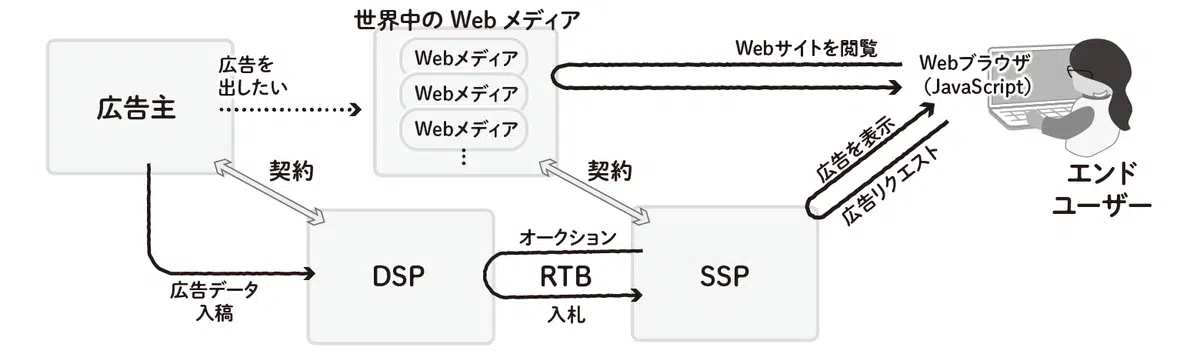 世界中の Web メディア
Webメディア
Webメディア
Webメディア
⋮
広告主
広告を
出したい
Webサイトを閲覧
Webブラウザ
(JavaScript)
エンド
ユーザー
契約
契約
広告を表示
広告リクエスト
広告データ
入稿
DSP
オークション
RTB
入札
SSP